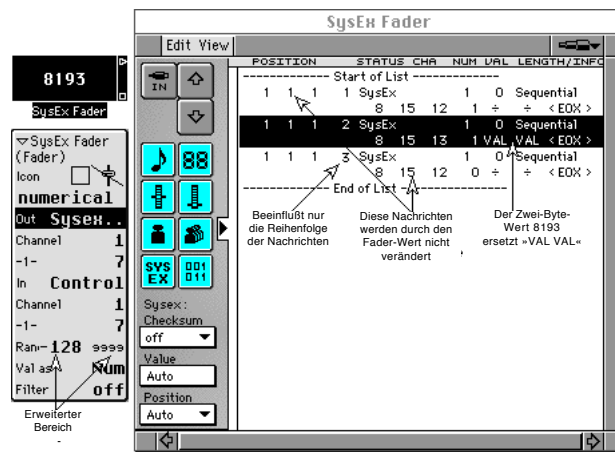 SysEx Fader
Edit View
POSITION STATUS CHA NUM VAL LENGTH/INFO
------------- Start of List -------------
1 1 1 1 SysEx 1 0 Sequential
8 15 12 1 ÷ ÷ <EOX>
1 1 1 2 SysEx 1 0 Sequential
8 15 13 1 VAL VAL <EOX>
1 1 1 3 SysEx 1 0 Sequential
8 15 12 0 ÷ ÷ <EOX>
------------- End of List -------------
Beeinflußt nur
die Reihenfolge
der Nachrichten
Diese Nachrichten
werden durch den
Fader-Wert nicht
verändert
Der Zwei-Byte-
Wert 8193
ersetzt »VAL VAL«
IN
88
SYS
EX
001
011
Sysex:
Checksum
off
Value
Auto
Position
Auto
8193
SysEx Fader
SysEx Fader
(Fader)
Icon
numerical
Out Sysex..
Channel 1
-1- 7
In Control
Channel 1
-1- 7
128 9999
Val as Num
Filter off
Erweiterter
Bereich